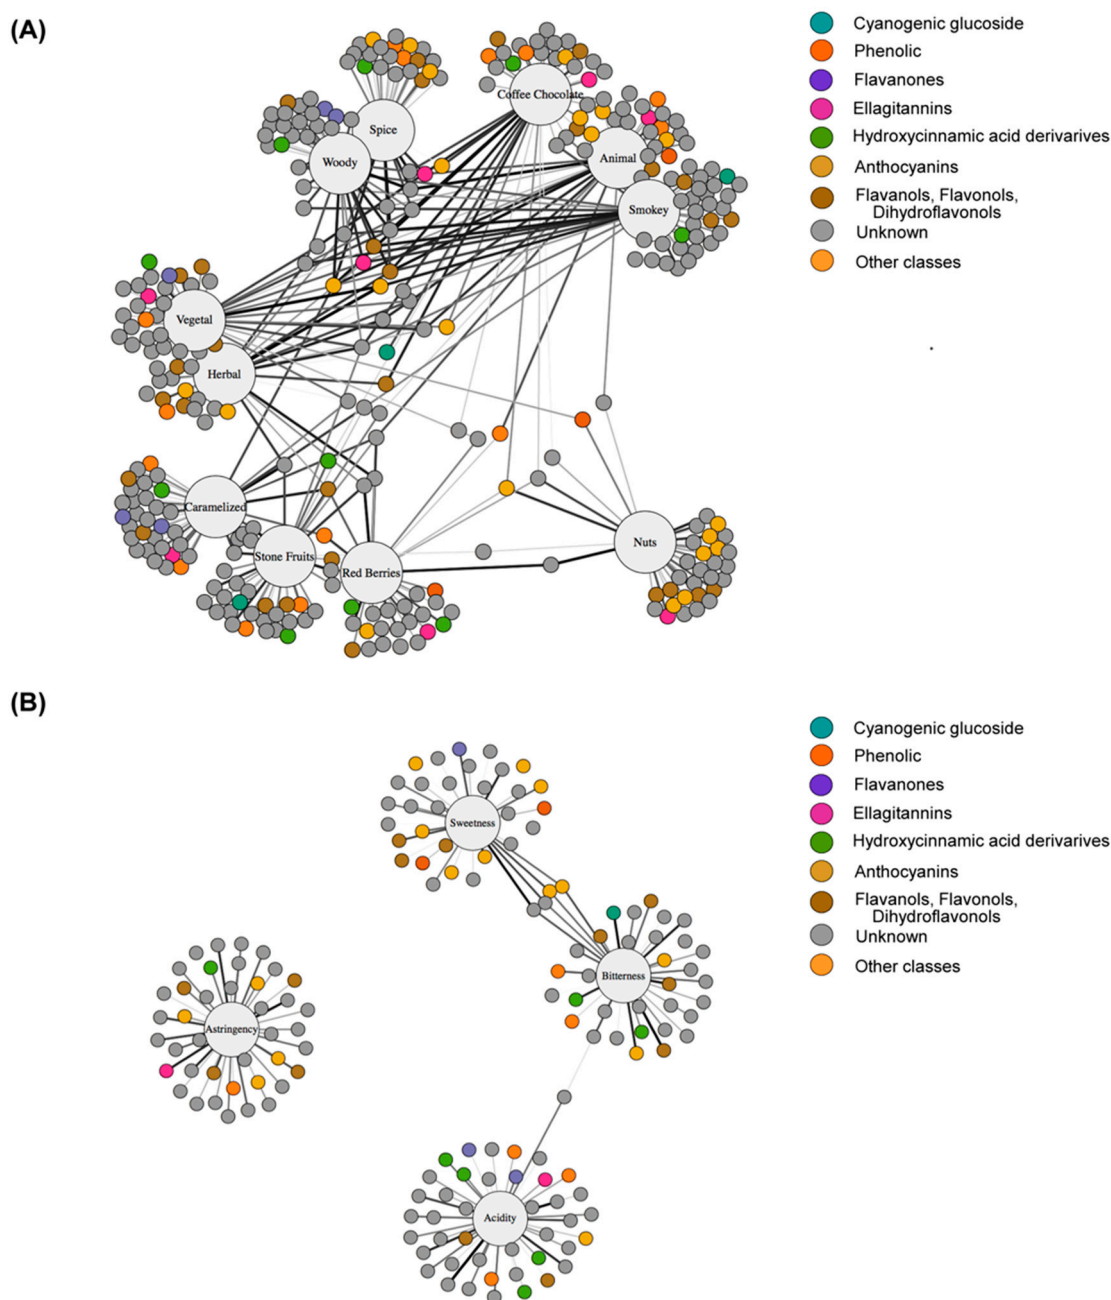 (A)
Cyanogenic glucoside
Phenolic
Flavanones
Ellagitannins
Hydroxycinnamic acid derivarives
Anthocyanins
Flavanols, Flavonols,
Dihydroflavonols
Unknown
Other classes
Coffee Chocolate
Spice
Woody
Animal
Smokey
Vegetal
Herbal
Caramelized
Stone Fruits
Red Berries
Nuts
(B)
Cyanogenic glucoside
Phenolic
Flavanones
Ellagitannins
Hydroxycinnamic acid derivarives
Anthocyanins
Flavanols, Flavonols,
Dihydroflavonols
Unknown
Other classes
Sweetness
Bitterness
Astringency
Acidity